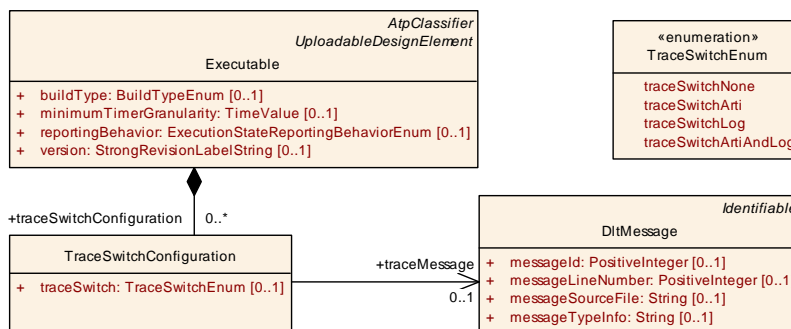 AtpClassifier
UploadableDesignElement
Executable
+ buildType: BuildTypeEnum [0..1]
+ minimumTimerGranularity: TimeValue [0..1]
+ reportingBehavior: ExecutionStateReportingBehaviorEnum [0..1]
+ version: StrongRevisionLabelString [0..1]
«enumeration»
TraceSwitchEnum
traceSwitchNone
traceSwitchArti
traceSwitchLog
traceSwitchArtiAndLog
+traceSwitchConfiguration 0..*
TraceSwitchConfiguration
+ traceSwitch: TraceSwitchEnum [0..1]
+traceMessage
0..1
Identifiable
DltMessage
+ messageId: PositiveInteger [0..1]
+ messageLineNumber: PositiveInteger [0..1]
+ messageSourceFile: String [0..1]
+ messageTypeInfo: String [0..1]